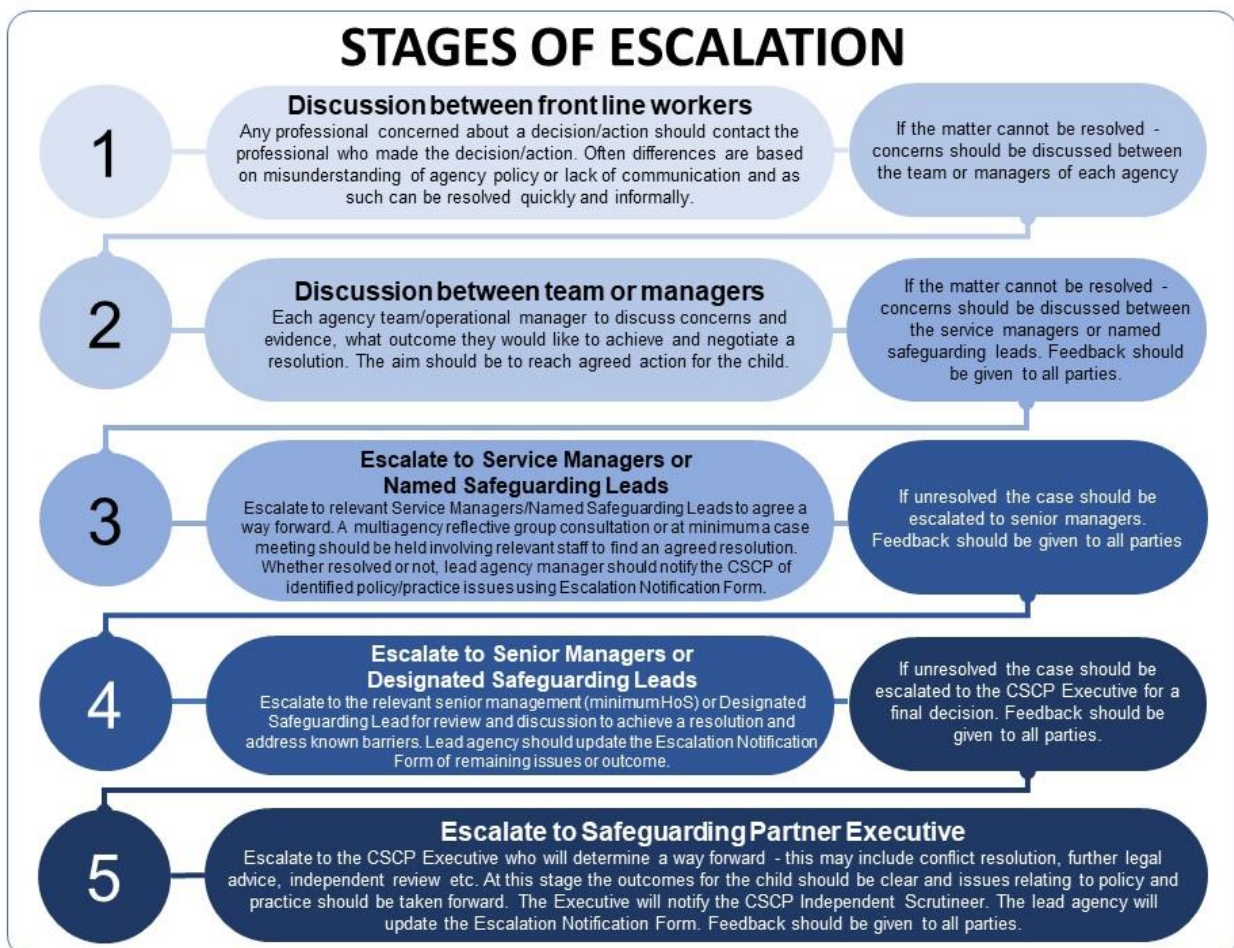 STAGES OF ESCALATION
1
Discussion between front line workers
Any professional concerned about a decision/action should contact the
professional who made the decision/action. Often differences are based
on misunderstanding of agency policy or lack of communication and as
such can be resolved quickly and informally.
If the matter cannot be resolved -
concerns should be discussed between
the team or managers of each agency
2
Discussion between team or managers
Each agency team/operational manager to discuss concerns and
evidence, what outcome they would like to achieve and negotiate a
resolution. The aim should be to reach agreed action for the child.
If the matter cannot be resolved -
concerns should be discussed between
the service managers or named
safeguarding leads. Feedback should
be given to all parties.
3
Escalate to Service Managers or
Named Safeguarding Leads
Escalate to relevant Service Managers/Named Safeguarding Leads to agree a
way forward. A multiagency reflective group consultation or at minimum a case
meeting should be held involving relevant staff to find an agreed resolution.
Whether resolved or not, lead agency manager should notify the CSCP of
identified policy/practice issues using Escalation Notification Form.
If unresolved the case should be
escalated to senior managers.
Feedback should be given to all parties
4
Escalate to Senior Managers or
Designated Safeguarding Leads
Escalate to the relevant senior management (minimum HoS) or Designated
Safeguarding Lead for review and discussion to achieve a resolution and
address known barriers. Lead agency should update the Escalation Notification
Form of remaining issues or outcome.
If unresolved the case should be
escalated to the CSCP Executive for a
final decision. Feedback should be
given to all parties.
5
Escalate to Safeguarding Partner Executive
Escalate to the CSCP Executive who will determine a way forward - this may include conflict resolution, further legal
advice, independent review etc. At this stage the outcomes for the child should be clear and issues relating to policy and
practice should be taken forward. The Executive will notify the CSCP Independent Scrutineer. The lead agency will
update the Escalation Notification Form. Feedback should be given to all parties.